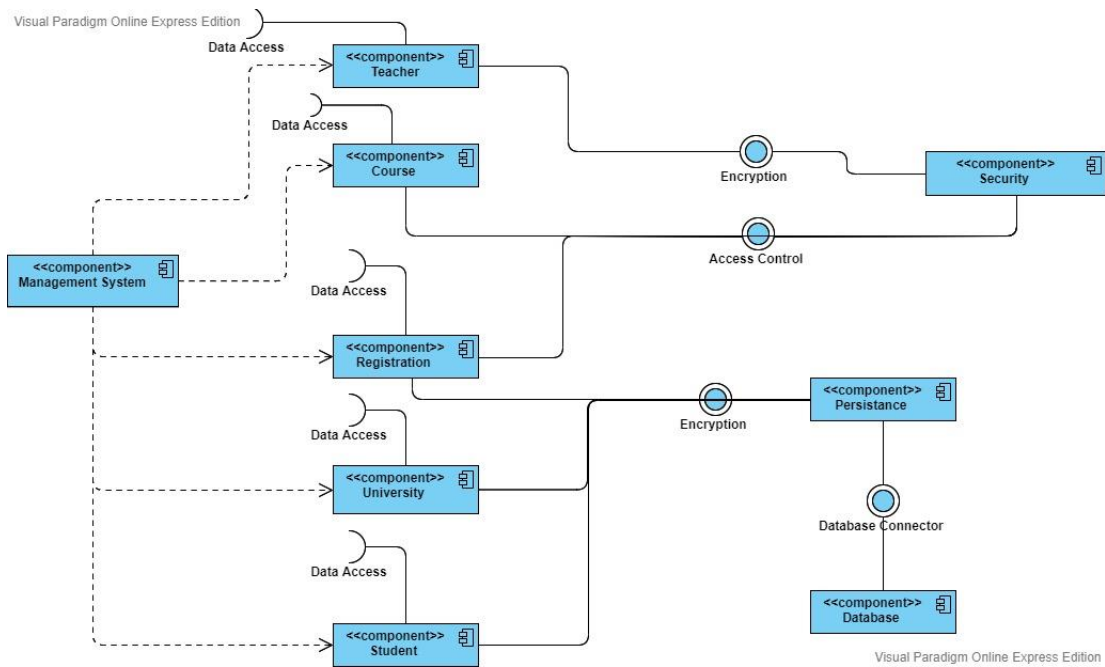 Visual Paradigm Online Express Edition
Data Access
<<component>>
Teacher
Data Access
<<component>>
Course
Encryption
<<component>>
Security
Access Control
<<component>>
Management System
Data Access
<<component>>
Registration
<<component>>
Persistance
Data Access
Encryption
<<component>>
University
Database Connector
Data Access
<<component>>
Database
<<component>>
Student
Visual Paradigm Online Express Edition